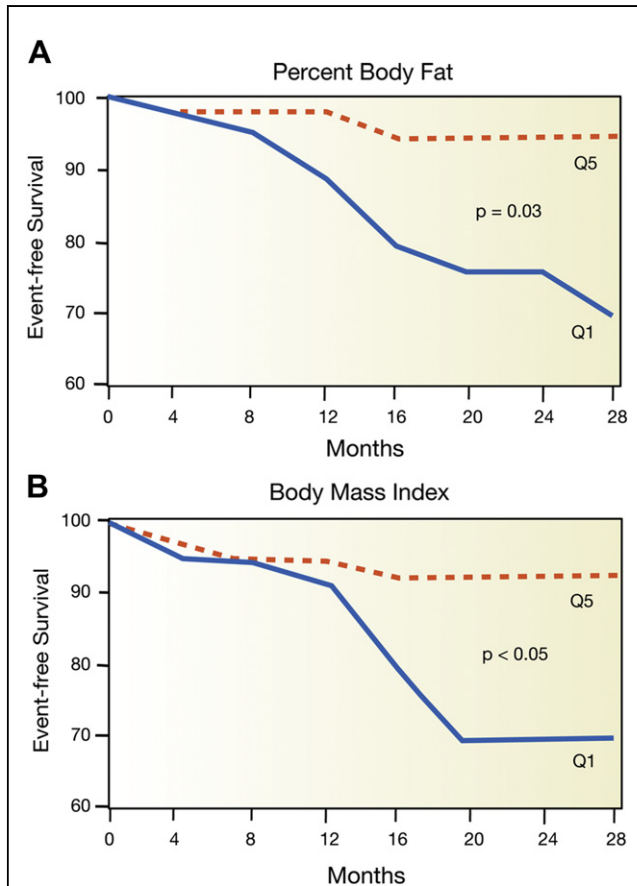 A
Percent Body Fat
Event-free Survival
100
90
80
70
60
Q5
p = 0.03
Q1
0 4 8 12 16 20 24 28
Months
B
Body Mass Index
Event-free Survival
100
90
80
70
60
Q5
p < 0.05
Q1
0 4 8 12 16 20 24 28
Months